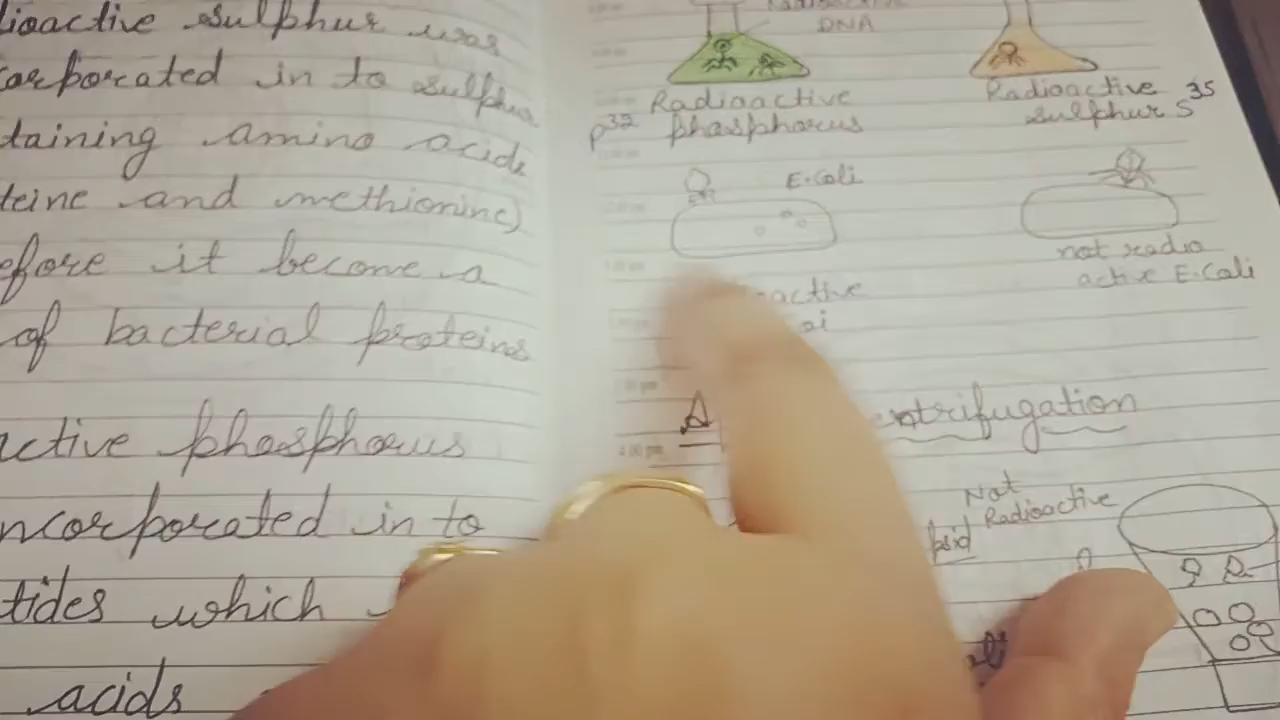 dioactive sulphur was
corporated in to sulphur
taining amino acids
teine and methionine)
efore it become a
of bacterial proteins
active phosphorus
ncorporated in to
tides which
acids
DNA
Radioactive
P32 phosphorus
Radioactive
sulphur S35
E.Coli
not radio
active E.Coli
active
entrifugation
Not
Radioactive